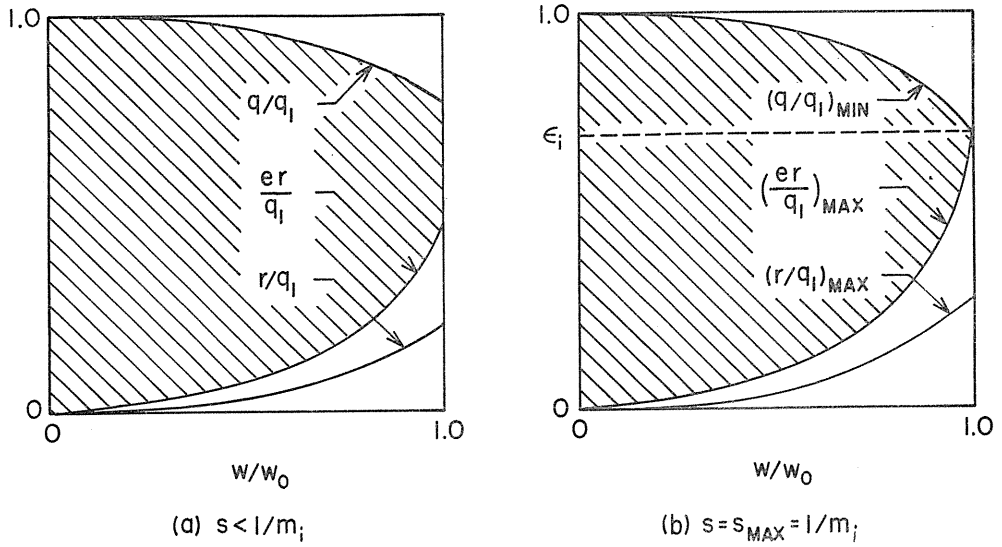 1.0
q/q₁
er
q₁
r/q₁
0
0
1.0
w/w₀
(a) s < 1/mᵢ
1.0
(q/q₁)MIN
ϵᵢ
(er/q₁)MAX
(r/q₁)MAX
0
0
1.0
w/w₀
(b) s = sMAX = 1/mᵢ